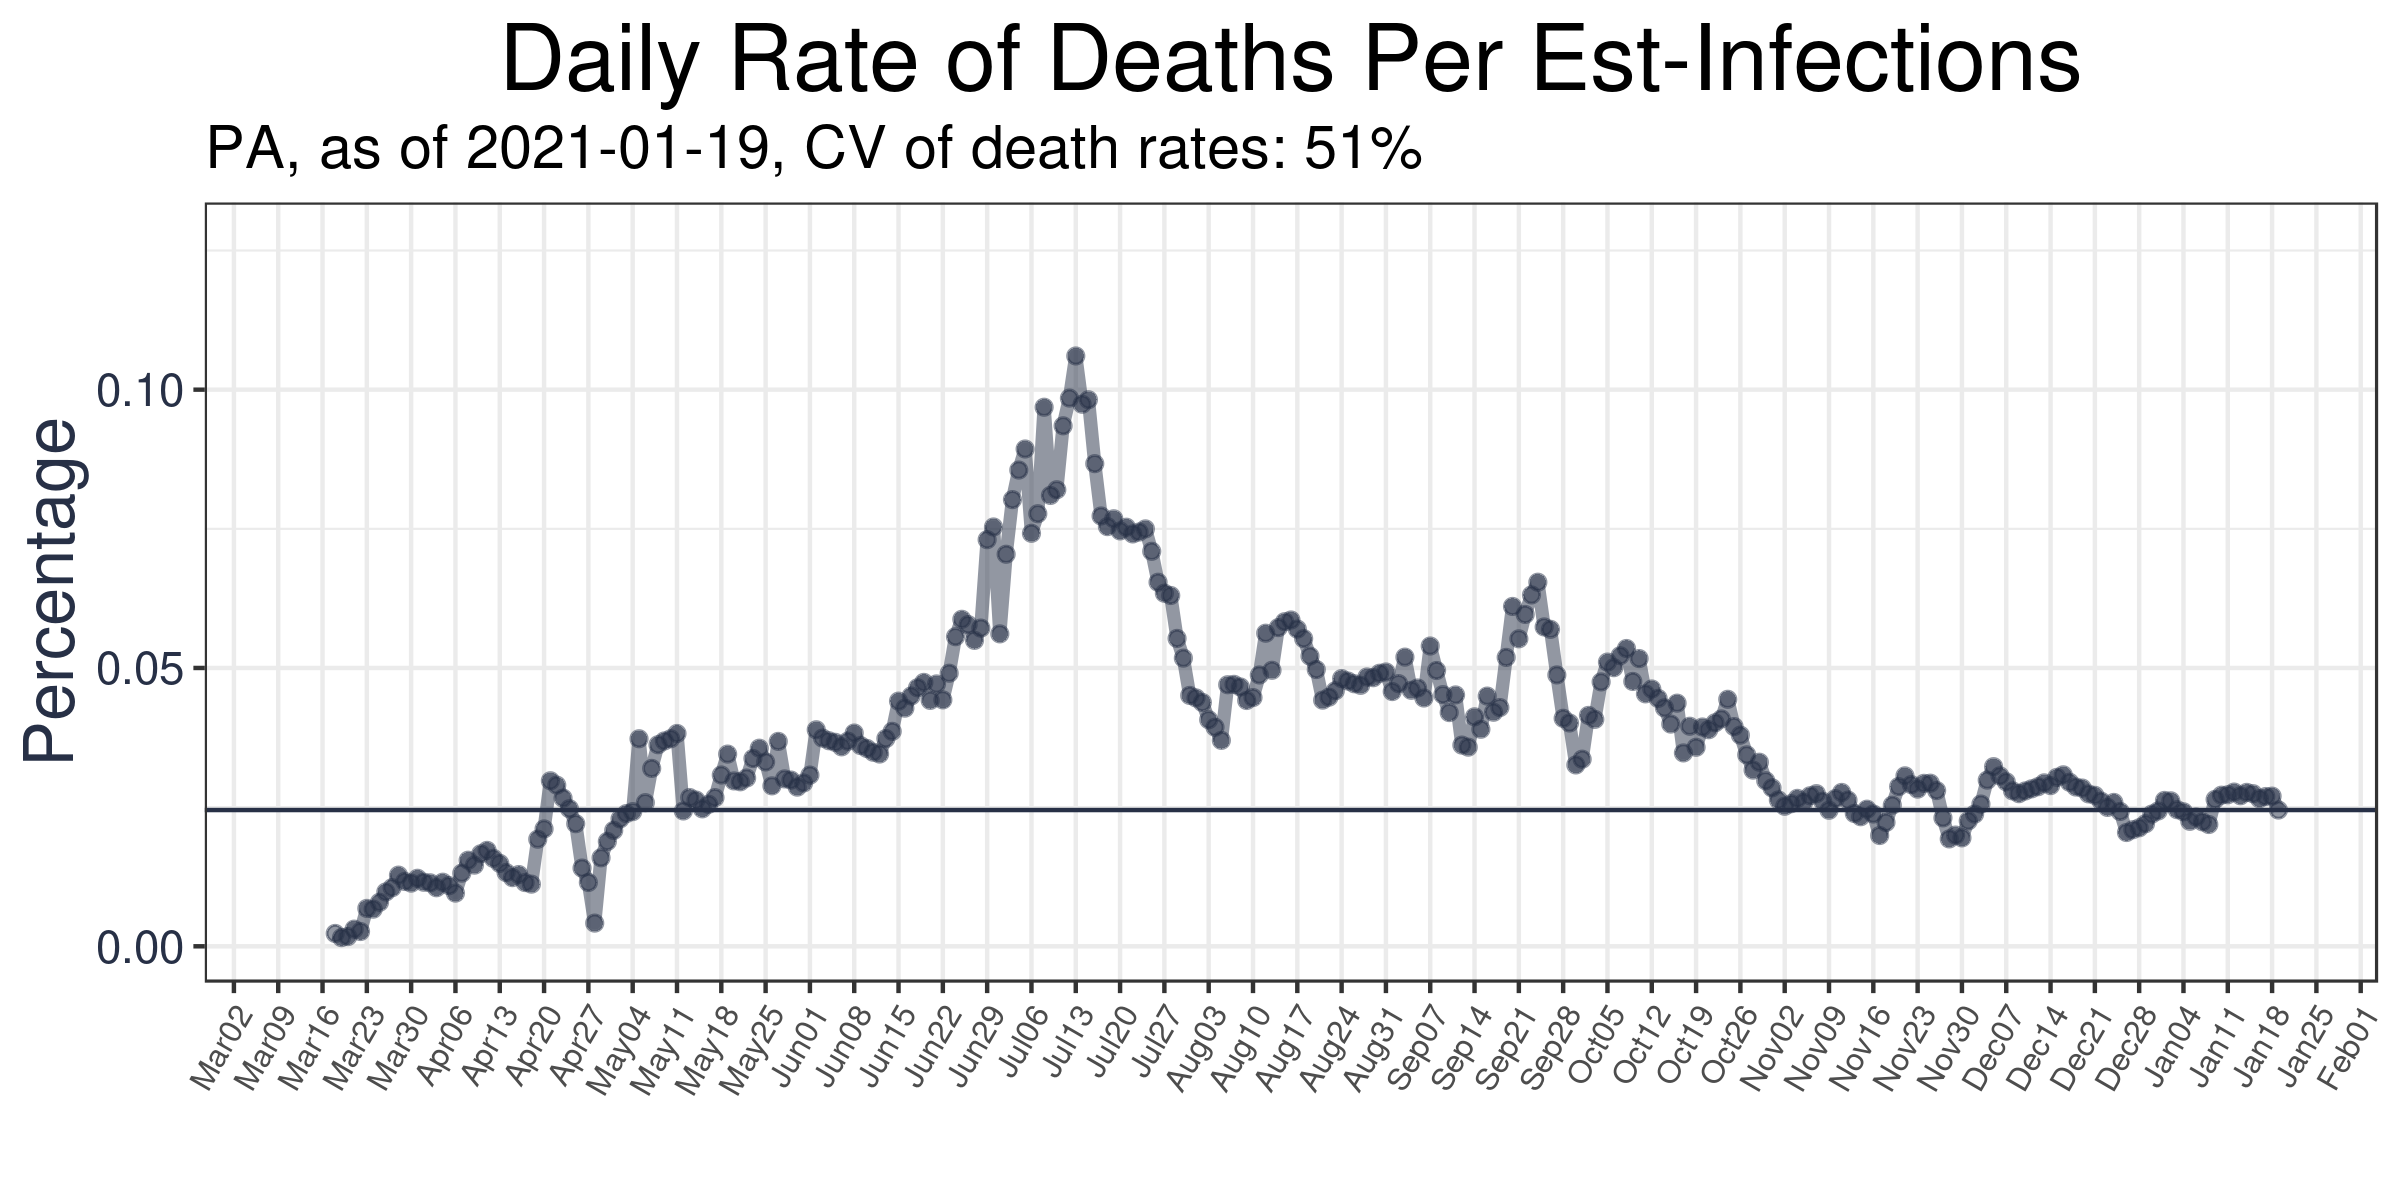 Daily Rate of Deaths Per Est-Infections
PA, as of 2021-01-19, CV of death rates: 51%
Percentage
0.10
0.05
0.00
Mar02
Mar09
Mar16
Mar23
Mar30
Apr06
Apr13
Apr20
Apr27
May04
May11
May18
May25
Jun01
Jun08
Jun15
Jun22
Jun29
Jul06
Jul13
Jul20
Jul27
Aug03
Aug10
Aug17
Aug24
Aug31
Sep07
Sep14
Sep21
Sep28
Oct05
Oct12
Oct19
Oct26
Nov02
Nov09
Nov16
Nov23
Nov30
Dec07
Dec14
Dec21
Dec28
Jan04
Jan11
Jan18
Jan25
Feb01